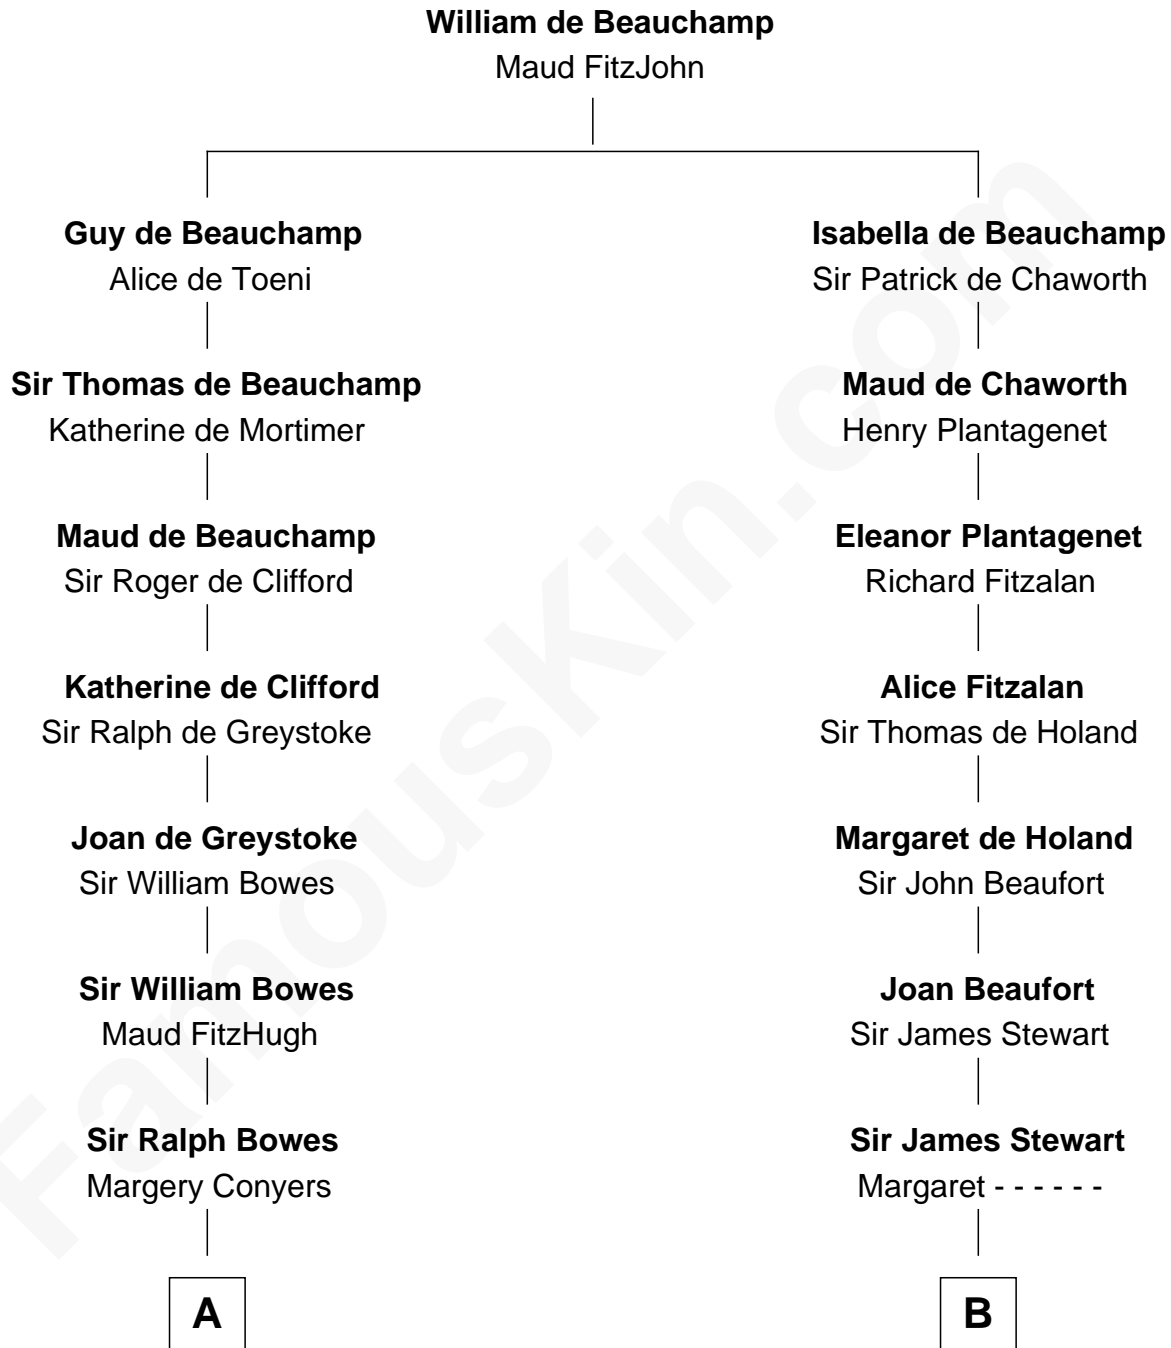 William de Beauchamp
Maud FitzJohn
Guy de Beauchamp
Alice de Toeni
Isabella de Beauchamp
Sir Patrick de Chaworth
Sir Thomas de Beauchamp
Katherine de Mortimer
Maud de Chaworth
Henry Plantagenet
Maud de Beauchamp
Sir Roger de Clifford
Eleanor Plantagenet
Richard Fitzalan
Katherine de Clifford
Sir Ralph de Greystoke
Alice Fitzalan
Sir Thomas de Holand
Joan de Greystoke
Sir William Bowes
Margaret de Holand
Sir John Beaufort
Sir William Bowes
Maud FitzHugh
Joan Beaufort
Sir James Stewart
Sir Ralph Bowes
Margery Conyers
Sir James Stewart
Margaret - - - - - -
A
B
FamousKin.com